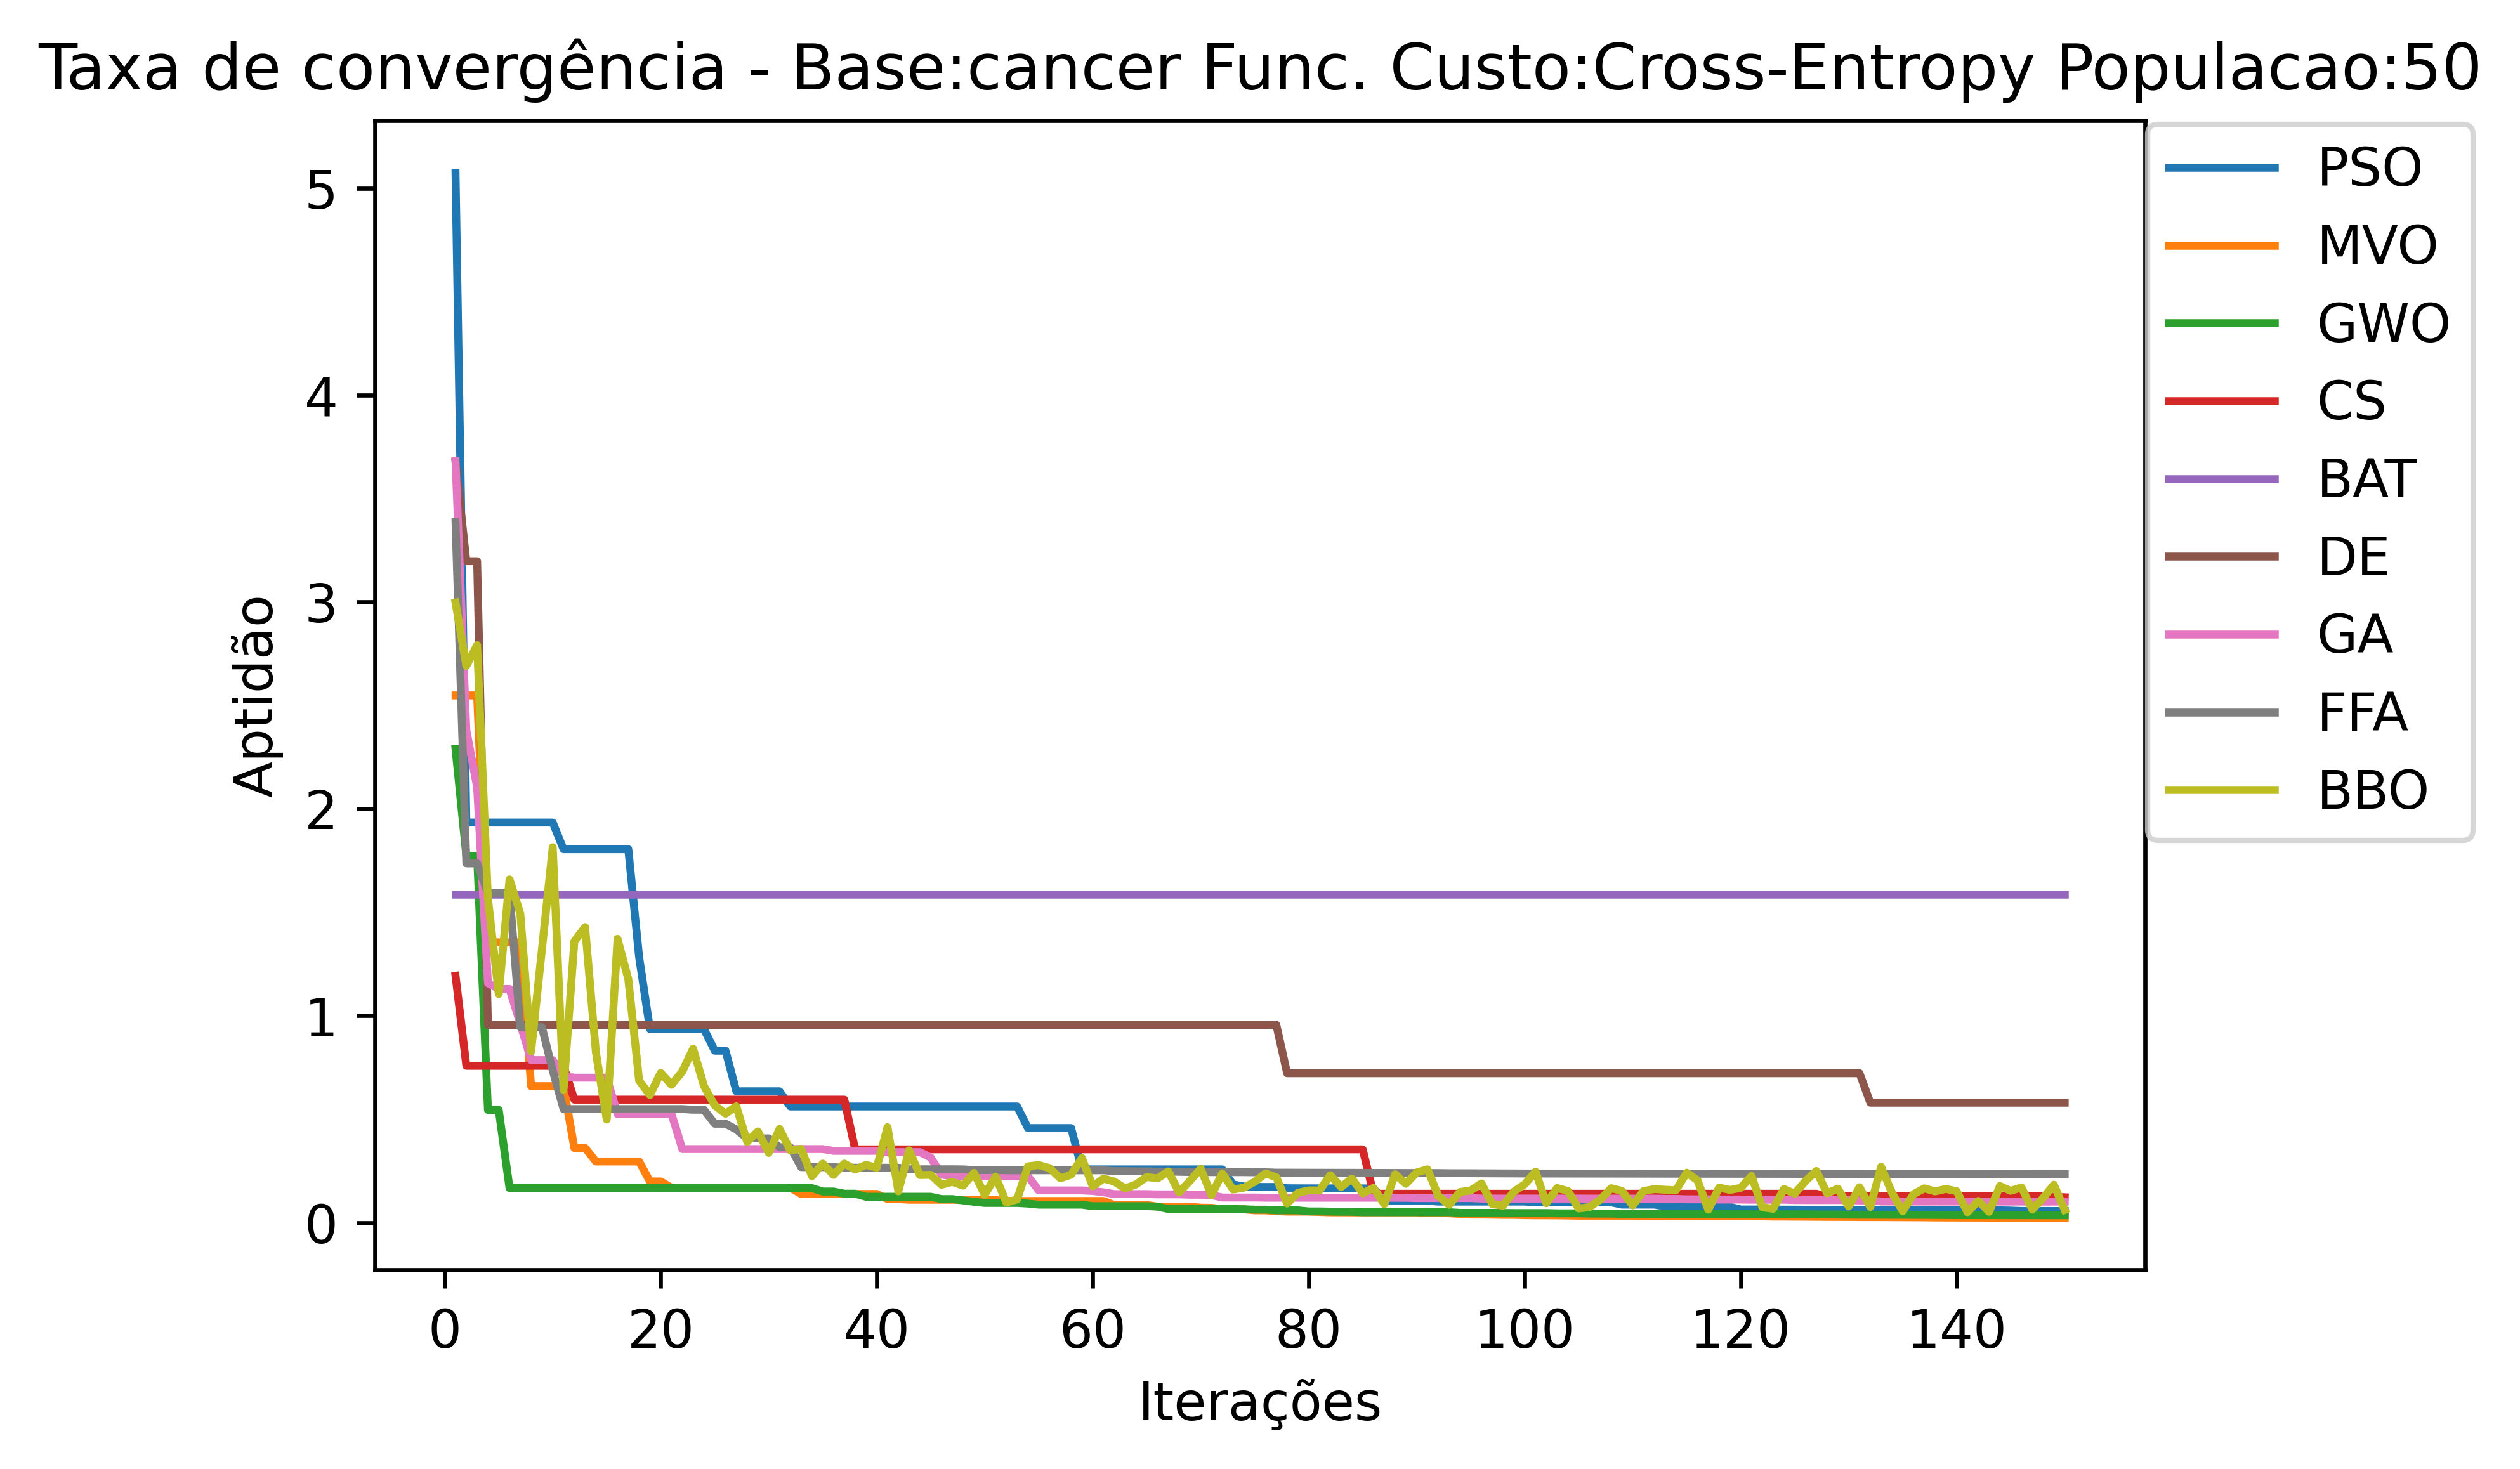 Taxa de convergência - Base:cancer Func. Custo:Cross-Entropy Populacao:50
5
4
3
2
1
0
Aptidão
0 20 40 60 80 100 120 140
Iterações
PSO
MVO
GWO
CS
BAT
DE
GA
FFA
BBO